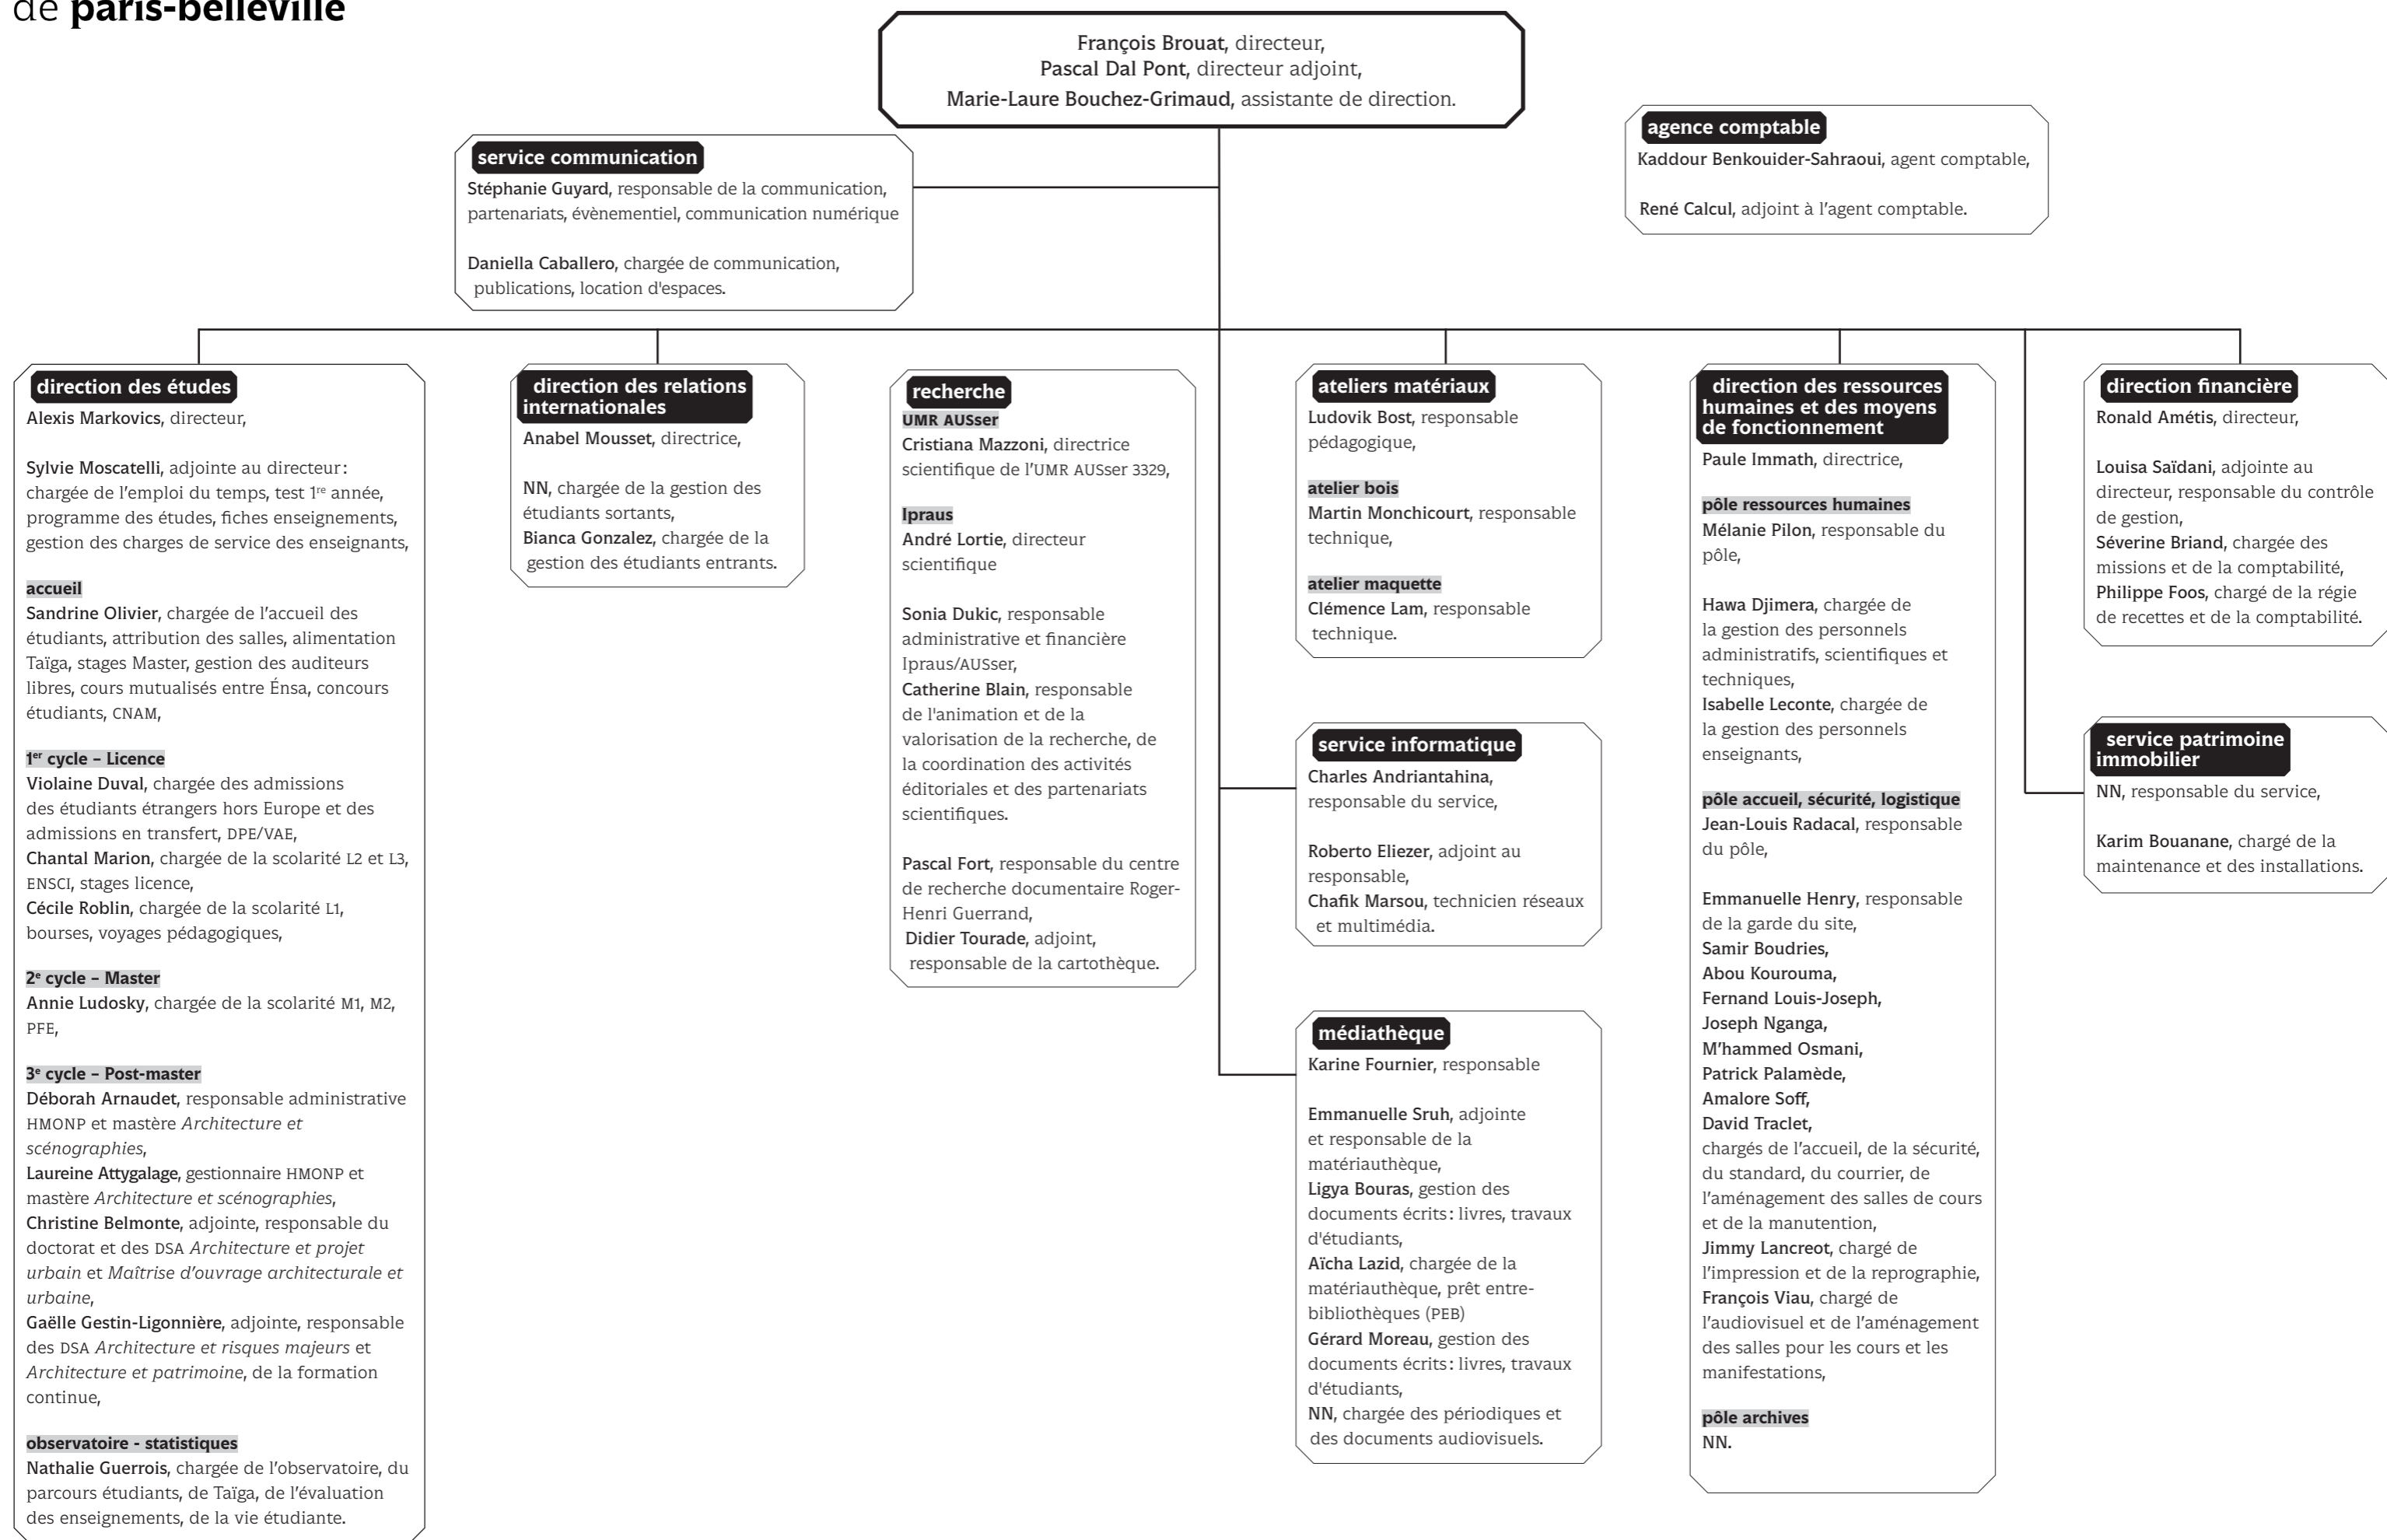 de paris-belleville
François Brouat, directeur,
Pascal Dal Pont, directeur adjoint,
Marie-Laure Bouchez-Grimaud, assistante de direction.
agence comptable
Kaddour Benkouider-Sahraoui, agent comptable,
René Calcul, adjoint à l'agent comptable.
service communication
Stéphanie Guyard, responsable de la communication,
partenariats, évènementiel, communication numérique
Daniella Caballero, chargée de communication,
publications, location d'espaces.
direction des études
Alexis Markovics, directeur,
Sylvie Moscatelli, adjointe au directeur :
chargée de l'emploi du temps, test 1re année,
programme des études, fiches enseignements,
gestion des charges de service des enseignants,
accueil
Sandrine Olivier, chargée de l'accueil des
étudiants, attribution des salles, alimentation
Taïga, stages Master, gestion des auditeurs
libres, cours mutualisés entre Énsa, concours
étudiants, CNAM,
1er cycle – Licence
Violaine Duval, chargée des admissions
des étudiants étrangers hors Europe et des
admissions en transfert, DPE/VAE,
Chantal Marion, chargée de la scolarité L2 et L3,
ENSCI, stages licence,
Cécile Roblin, chargée de la scolarité L1,
bourses, voyages pédagogiques,
2e cycle – Master
Annie Ludosky, chargée de la scolarité M1, M2,
PFE,
3e cycle – Post-master
Déborah Arnaudet, responsable administrative
HMONP et mastère Architecture et
scénographies,
Laureine Attygalage, gestionnaire HMONP et
mastère Architecture et scénographies,
Christine Belmonte, adjointe, responsable du
doctorat et des DSA Architecture et projet
urbain et Maîtrise d'ouvrage architecturale et
urbaine,
Gaëlle Gestin-Ligonnière, adjointe, responsable
des DSA Architecture et risques majeurs et
Architecture et patrimoine, de la formation
continue,
observatoire - statistiques
Nathalie Guerrois, chargée de l'observatoire, du
parcours étudiants, de Taïga, de l'évaluation
des enseignements, de la vie étudiante.
direction des relations
internationales
Anabel Mousset, directrice,
NN, chargée de la gestion des
étudiants sortants,
Bianca Gonzalez, chargée de la
gestion des étudiants entrants.
recherche
UMR AUSser
Cristiana Mazzoni, directrice
scientifique de l'UMR AUSser 3329,
Ipraus
André Lortie, directeur
scientifique
Sonia Dukic, responsable
administrative et financière
Ipraus/AUSser,
Catherine Blain, responsable
de l'animation et de la
valorisation de la recherche, de
la coordination des activités
éditoriales et des partenariats
scientifiques.
Pascal Fort, responsable du centre
de recherche documentaire Roger-
Henri Guerrand,
Didier Tourade, adjoint,
responsable de la cartothèque.
ateliers matériaux
Ludovik Bost, responsable
pédagogique,
atelier bois
Martin Monchicourt, responsable
technique,
atelier maquette
Clémence Lam, responsable
technique.
service informatique
Charles Andriantahina,
responsable du service,
Roberto Eliezer, adjoint au
responsable,
Chafik Marsou, technicien réseaux
et multimédia.
médiathèque
Karine Fournier, responsable
Emmanuelle Sruh, adjointe
et responsable de la
matériauthèque,
Ligya Bouras, gestion des
documents écrits : livres, travaux
d'étudiants,
Aïcha Lazid, chargée de la
matériauthèque, prêt entre-
bibliothèques (PEB)
Gérard Moreau, gestion des
documents écrits : livres, travaux
d'étudiants,
NN, chargée des périodiques et
des documents audiovisuels.
direction des ressources
humaines et des moyens
de fonctionnement
Paule Immath, directrice,
pôle ressources humaines
Mélanie Pilon, responsable du
pôle,
Hawa Djimera, chargée de
la gestion des personnels
administratifs, scientifiques et
techniques,
Isabelle Leconte, chargée de
la gestion des personnels
enseignants,
pôle accueil, sécurité, logistique
Jean-Louis Radacal, responsable
du pôle,
Emmanuelle Henry, responsable
de la garde du site,
Samir Boudries,
Abou Kourouma,
Fernand Louis-Joseph,
Joseph Nganga,
M'hammed Osmani,
Patrick Palamède,
Amalore Soff,
David Traclet,
chargés de l'accueil, de la sécurité,
du standard, du courrier, de
l'aménagement des salles de cours
et de la manutention,
Jimmy Lancreot, chargé de
l'impression et de la reprographie,
François Viau, chargé de
l'audiovisuel et de l'aménagement
des salles pour les cours et les
manifestations,
pôle archives
NN.
direction financière
Ronald Amétis, directeur,
Louisa Saïdani, adjointe au
directeur, responsable du contrôle
de gestion,
Séverine Briand, chargée des
missions et de la comptabilité,
Philippe Foos, chargé de la régie
de recettes et de la comptabilité.
service patrimoine
immobilier
NN, responsable du service,
Karim Bouanane, chargé de la
maintenance et des installations.